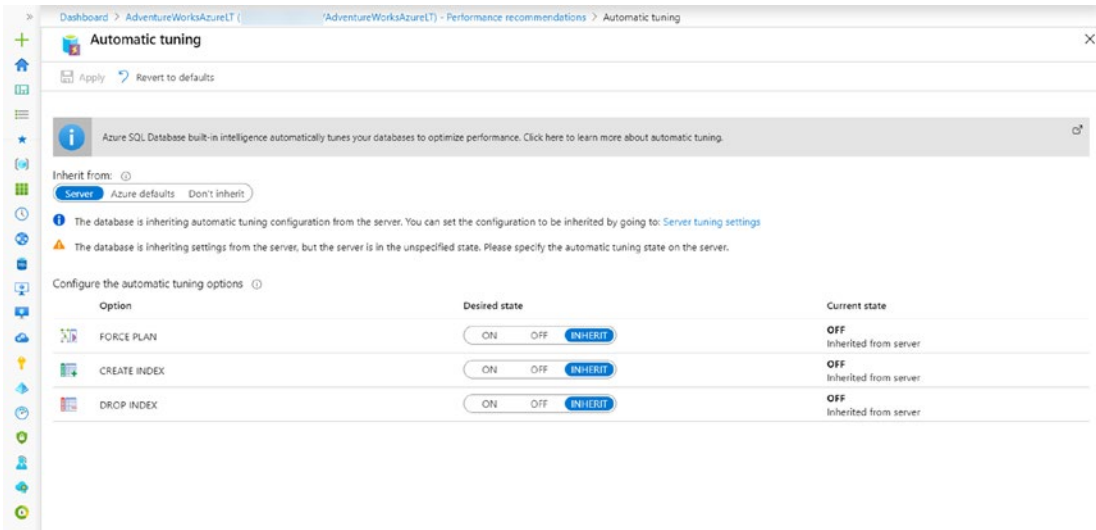 Dashboard > AdventureWorksAzureLT ( /AdventureWorksAzureLT) - Performance recommendations > Automatic tuning
Automatic tuning
Apply Revert to defaults
Azure SQL Database built-in intelligence automatically tunes your databases to optimize performance. Click here to learn more about automatic tuning.
Inherit from:
Server Azure defaults Don't inherit
The database is inheriting automatic tuning configuration from the server. You can set the configuration to be inherited by going to: Server tuning settings
The database is inheriting settings from the server, but the server is in the unspecified state. Please specify the automatic tuning state on the server.
Configure the automatic tuning options
Option Desired state Current state
FORCE PLAN ON OFF INHERIT OFF
Inherited from server
CREATE INDEX ON OFF INHERIT OFF
Inherited from server
DROP INDEX ON OFF INHERIT OFF
Inherited from server